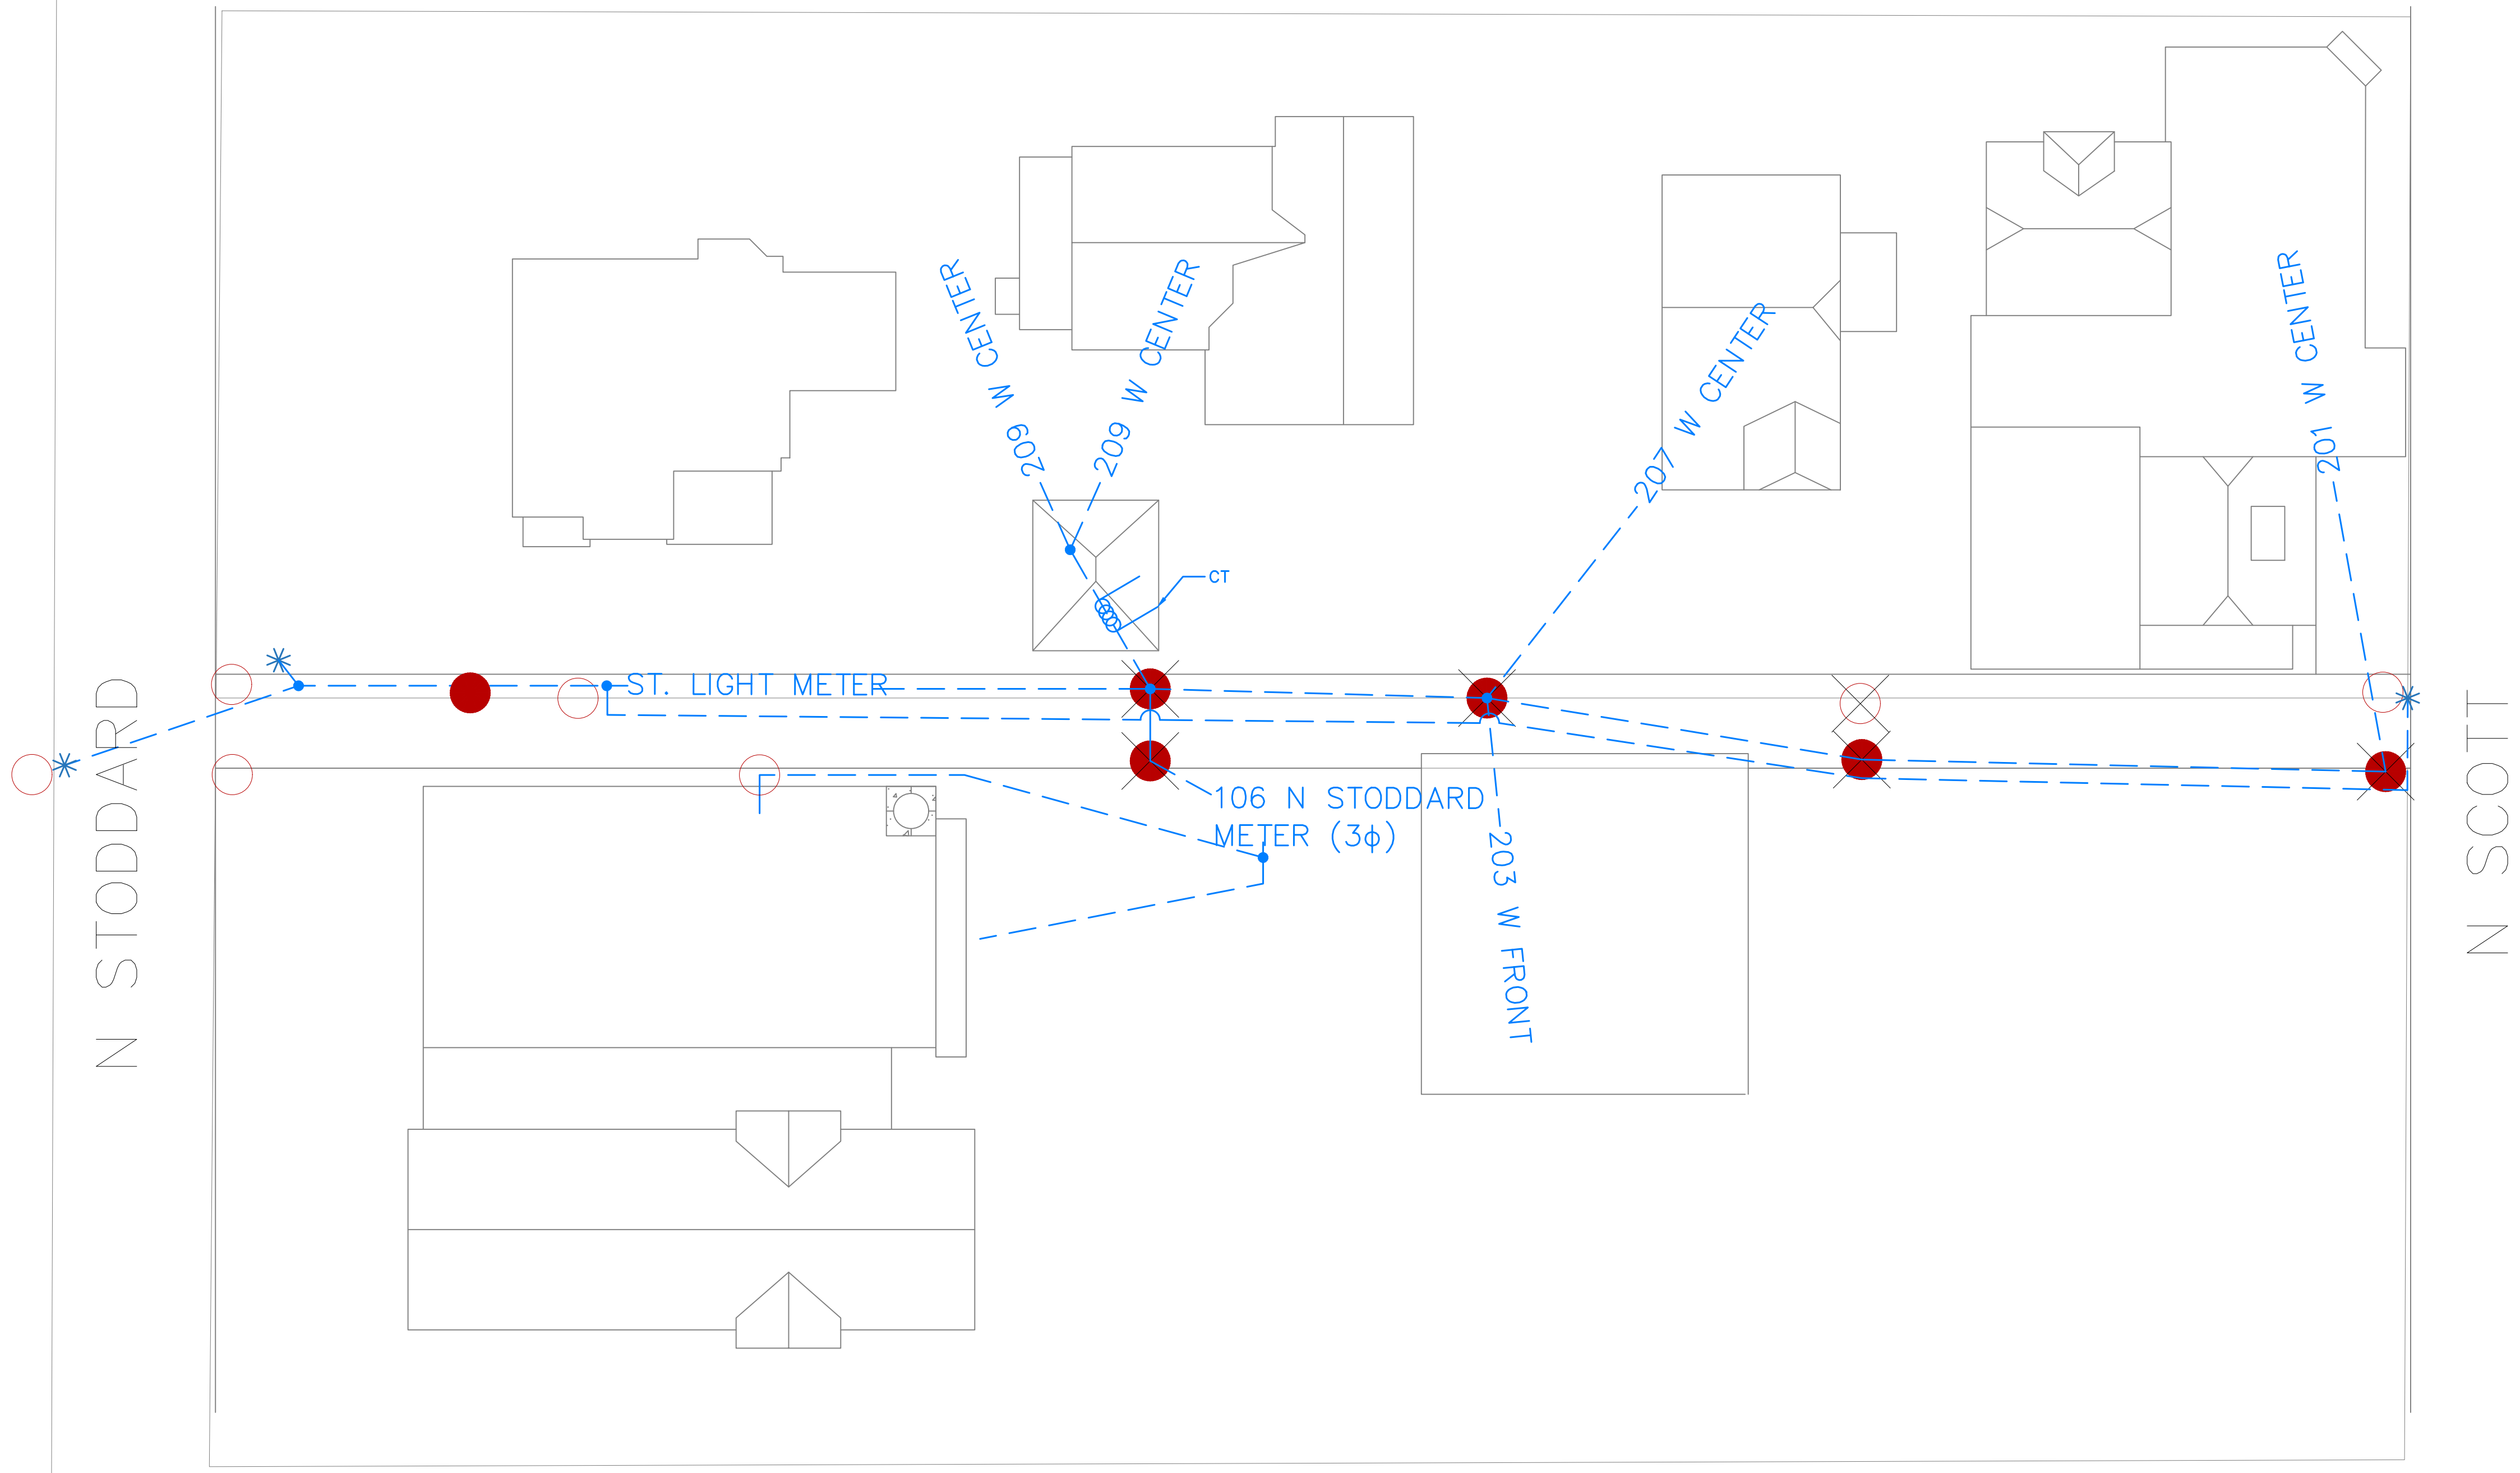 209 W CENTER
209 W CENTER
207 W CENTER
201 W CENTER
CT
ST. LIGHT METER
106 N STODDARD
METER (3ϕ)
203 W FRONT
N STODDARD
N SCOTT